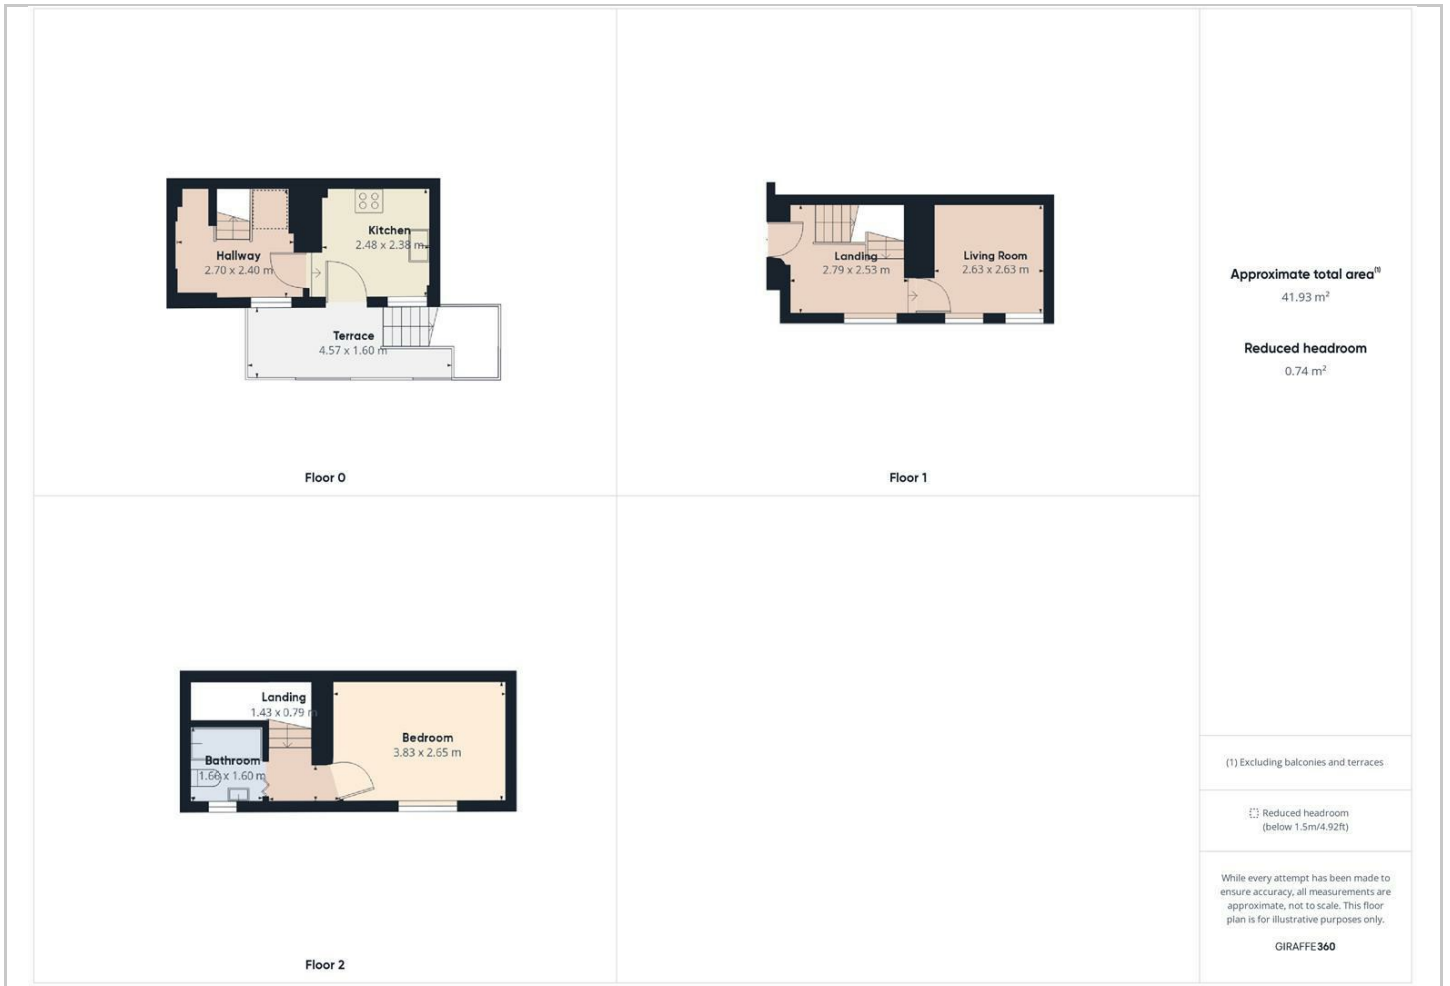 Hallway
2.70 x 2.40 m
Kitchen
2.48 x 2.38 m
Terrace
4.57 x 1.60 m
Floor 0
Landing
2.79 x 2.53 m
Living Room
2.63 x 2.63 m
Floor 1
Landing
1.43 x 0.79 m
Bathroom
1.66 x 1.60 m
Bedroom
3.83 x 2.65 m
Floor 2
Approximate total area⁽¹⁾
41.93 m²
Reduced headroom
0.74 m²
(1) Excluding balconies and terraces
Reduced headroom
(below 1.5m/4.92ft)
While every attempt has been made to
ensure accuracy, all measurements are
approximate, not to scale. This floor
plan is for illustrative purposes only.
GIRAFFE360